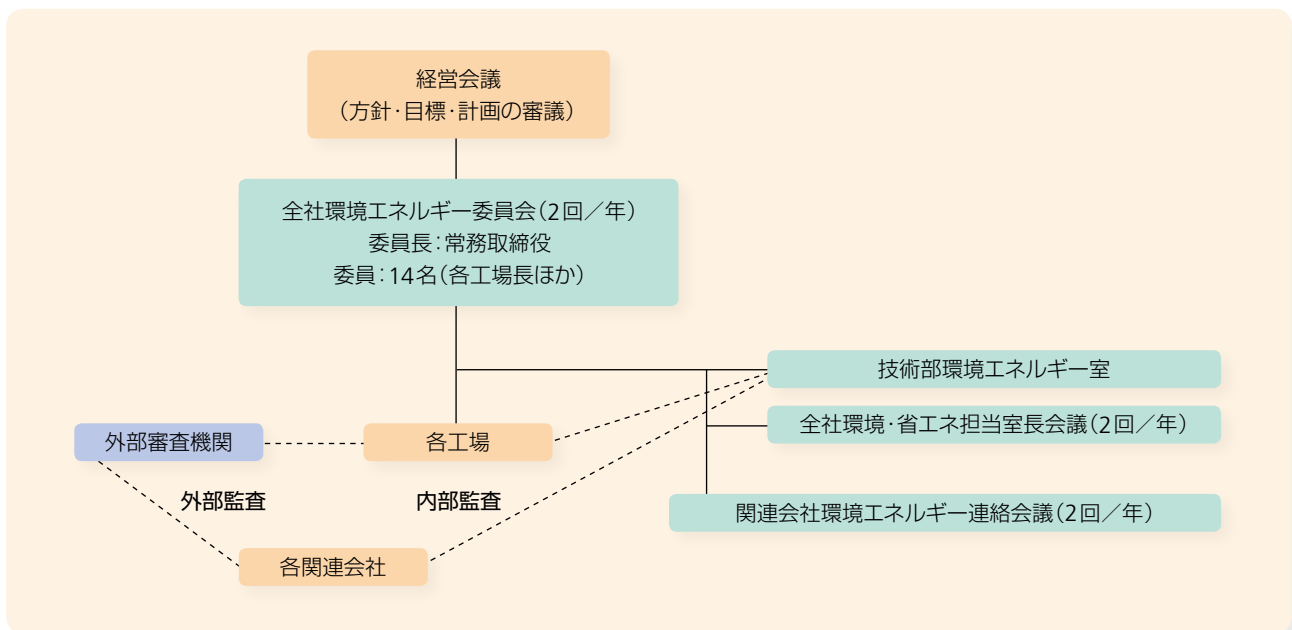 経営会議
（方針・目標・計画の審議）
全社環境エネルギー委員会（2回／年）
委員長：常務取締役
委員：14名（各工場長ほか）
技術部環境エネルギー室
全社環境・省エネ担当室長会議（2回／年）
外部審査機関
各工場
外部監査
内部監査
関連会社環境エネルギー連絡会議（2回／年）
各関連会社